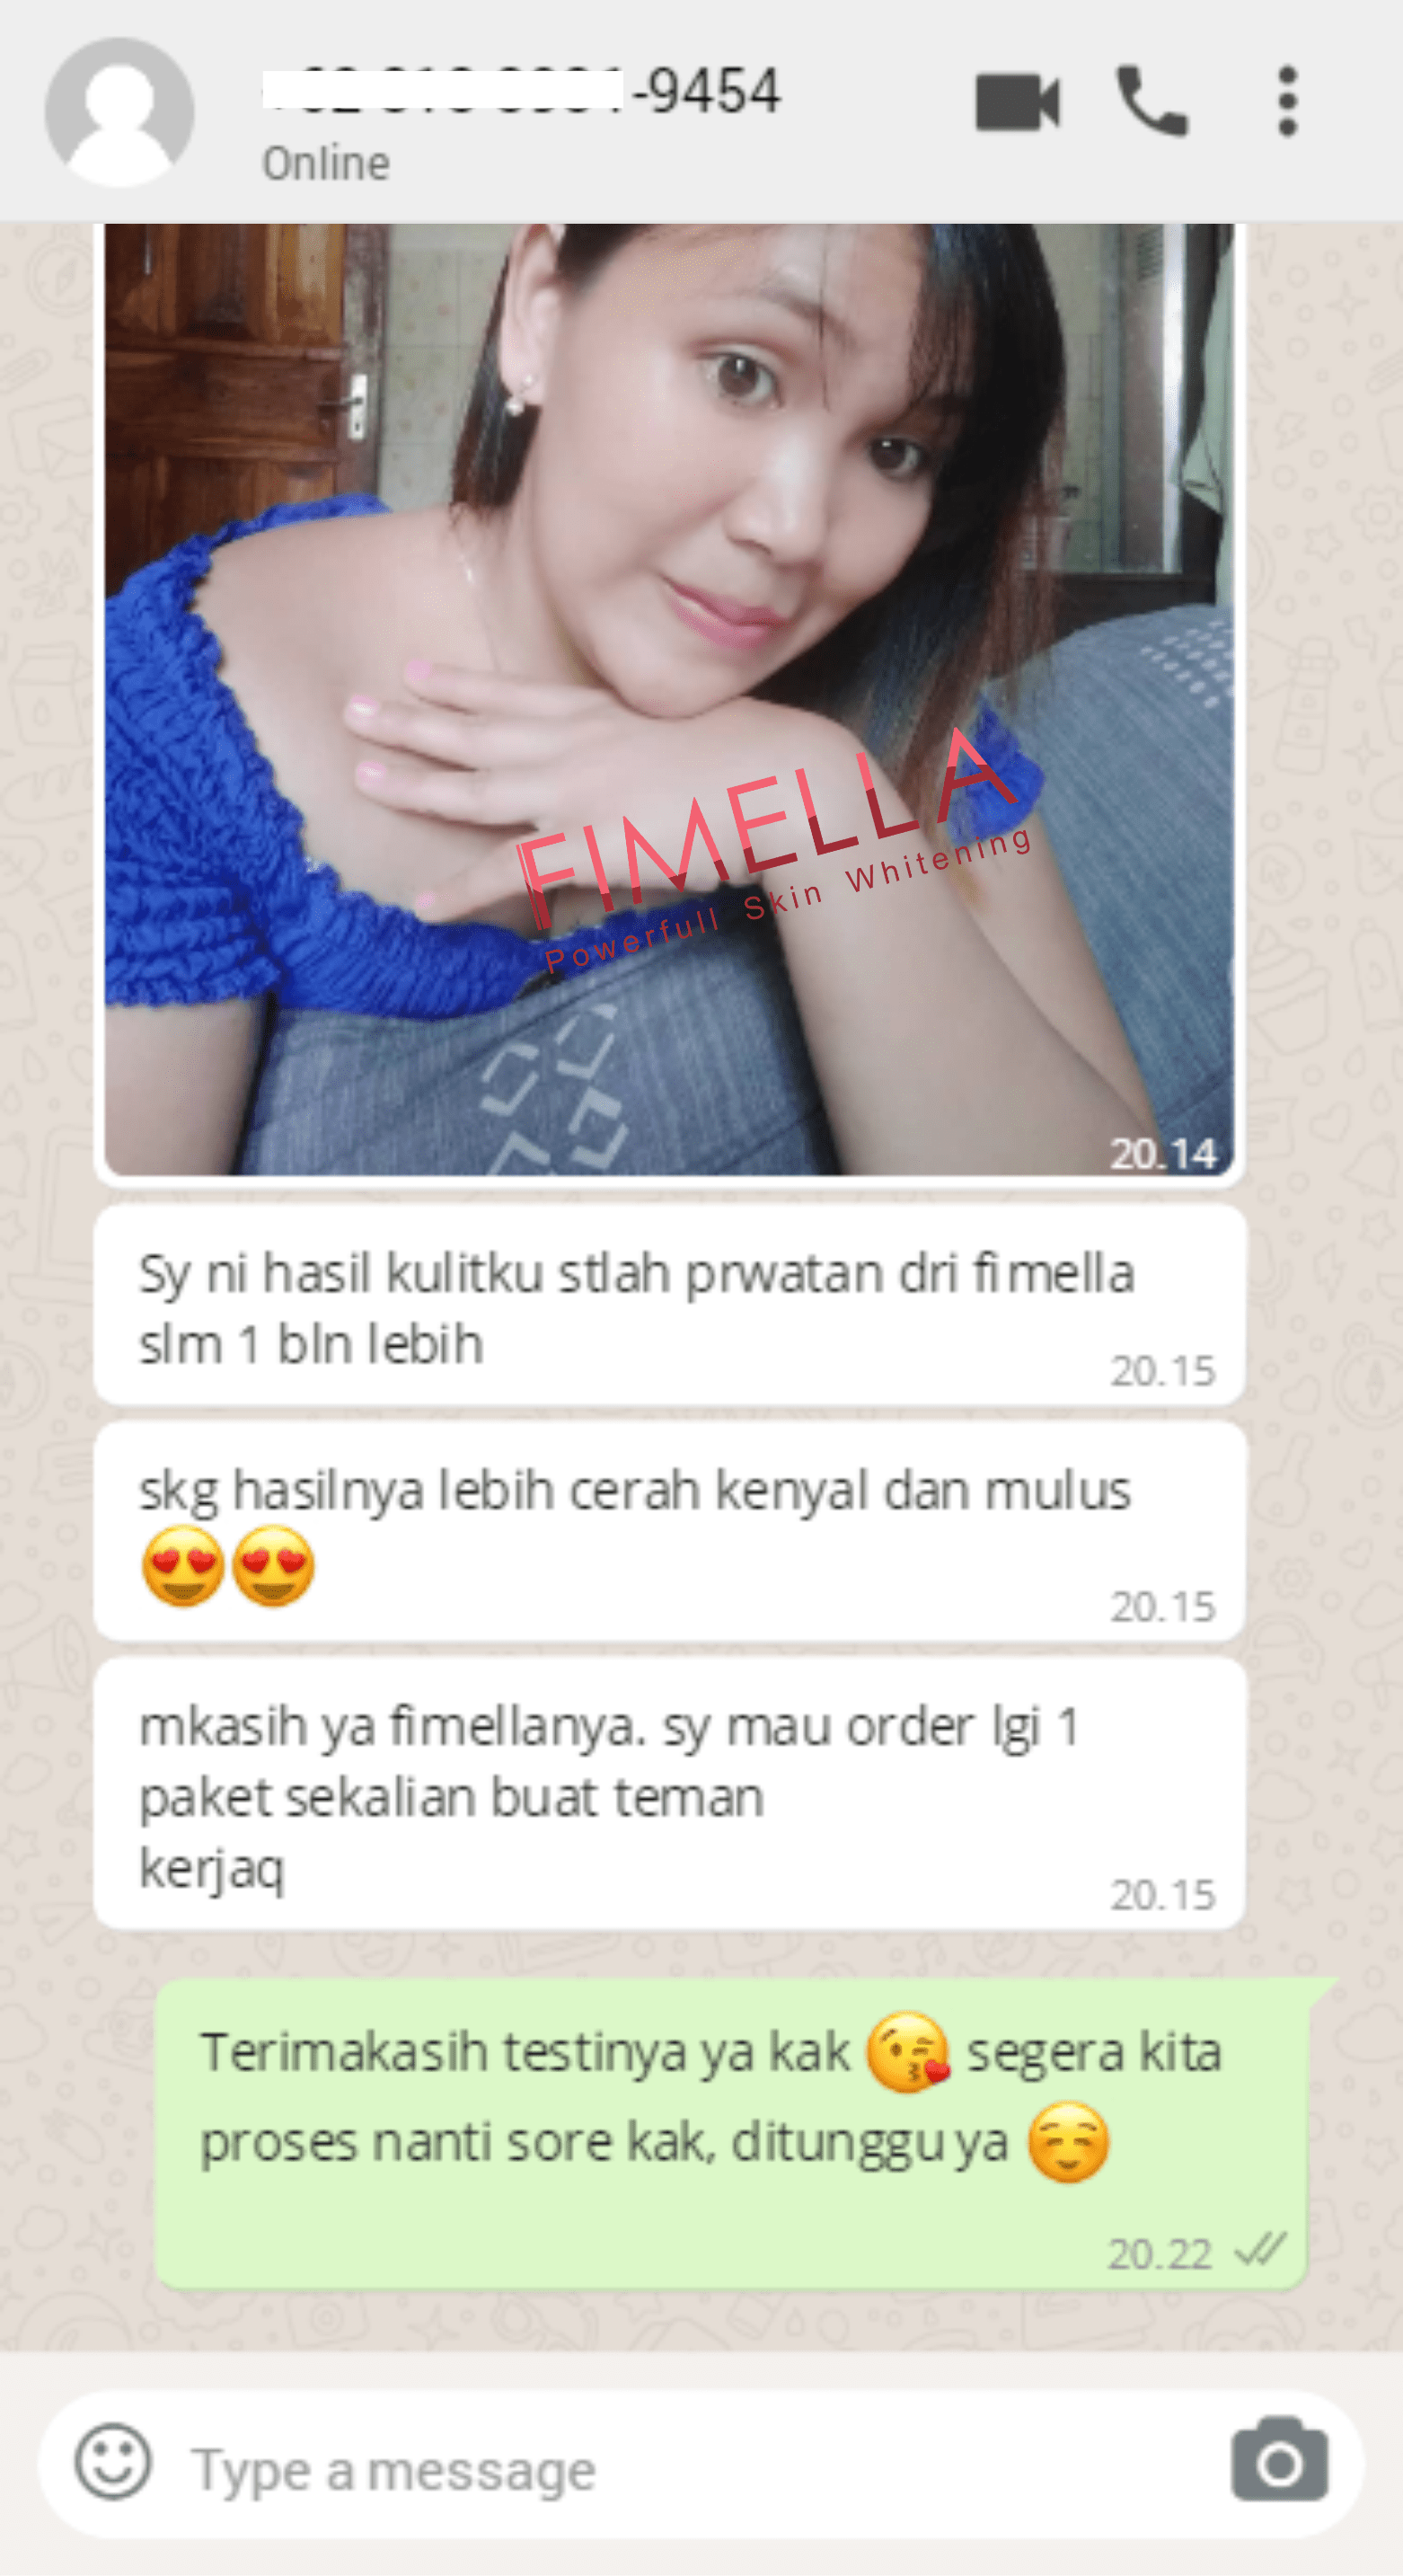 -9454
Online
FIMELLA
Powerfull Skin Whitening
20.14
Sy ni hasil kulitku stlah prwatan dri fimella
slm 1 bln lebih
20.15
skg hasilnya lebih cerah kenyal dan mulus
😍😍
20.15
mkasih ya fimellanya. sy mau order lgi 1
paket sekalian buat teman
kerjaq
20.15
Terimakasih testinya ya kak 😘 segera kita
proses nanti sore kak, ditunggu ya ☺️
20.22
Type a message